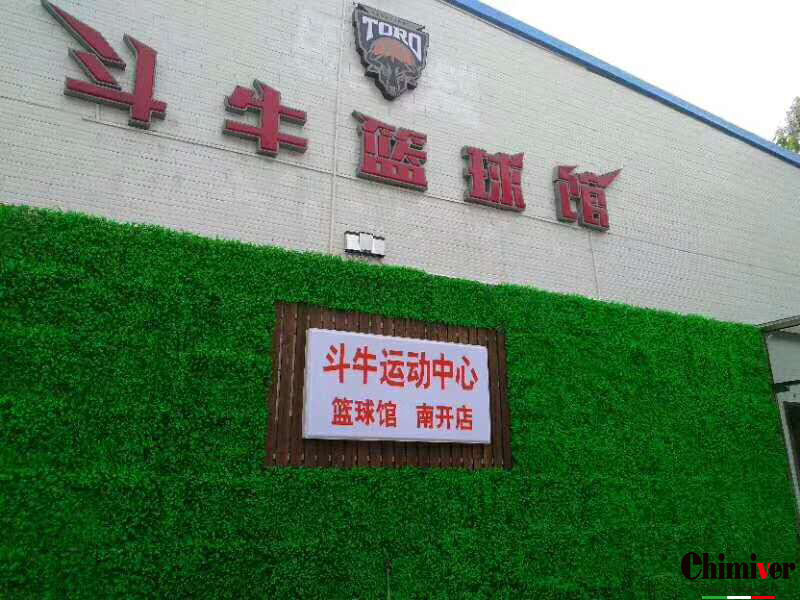 TORO
斗牛篮球馆
斗牛运动中心
篮球馆 南开店
Chimiver